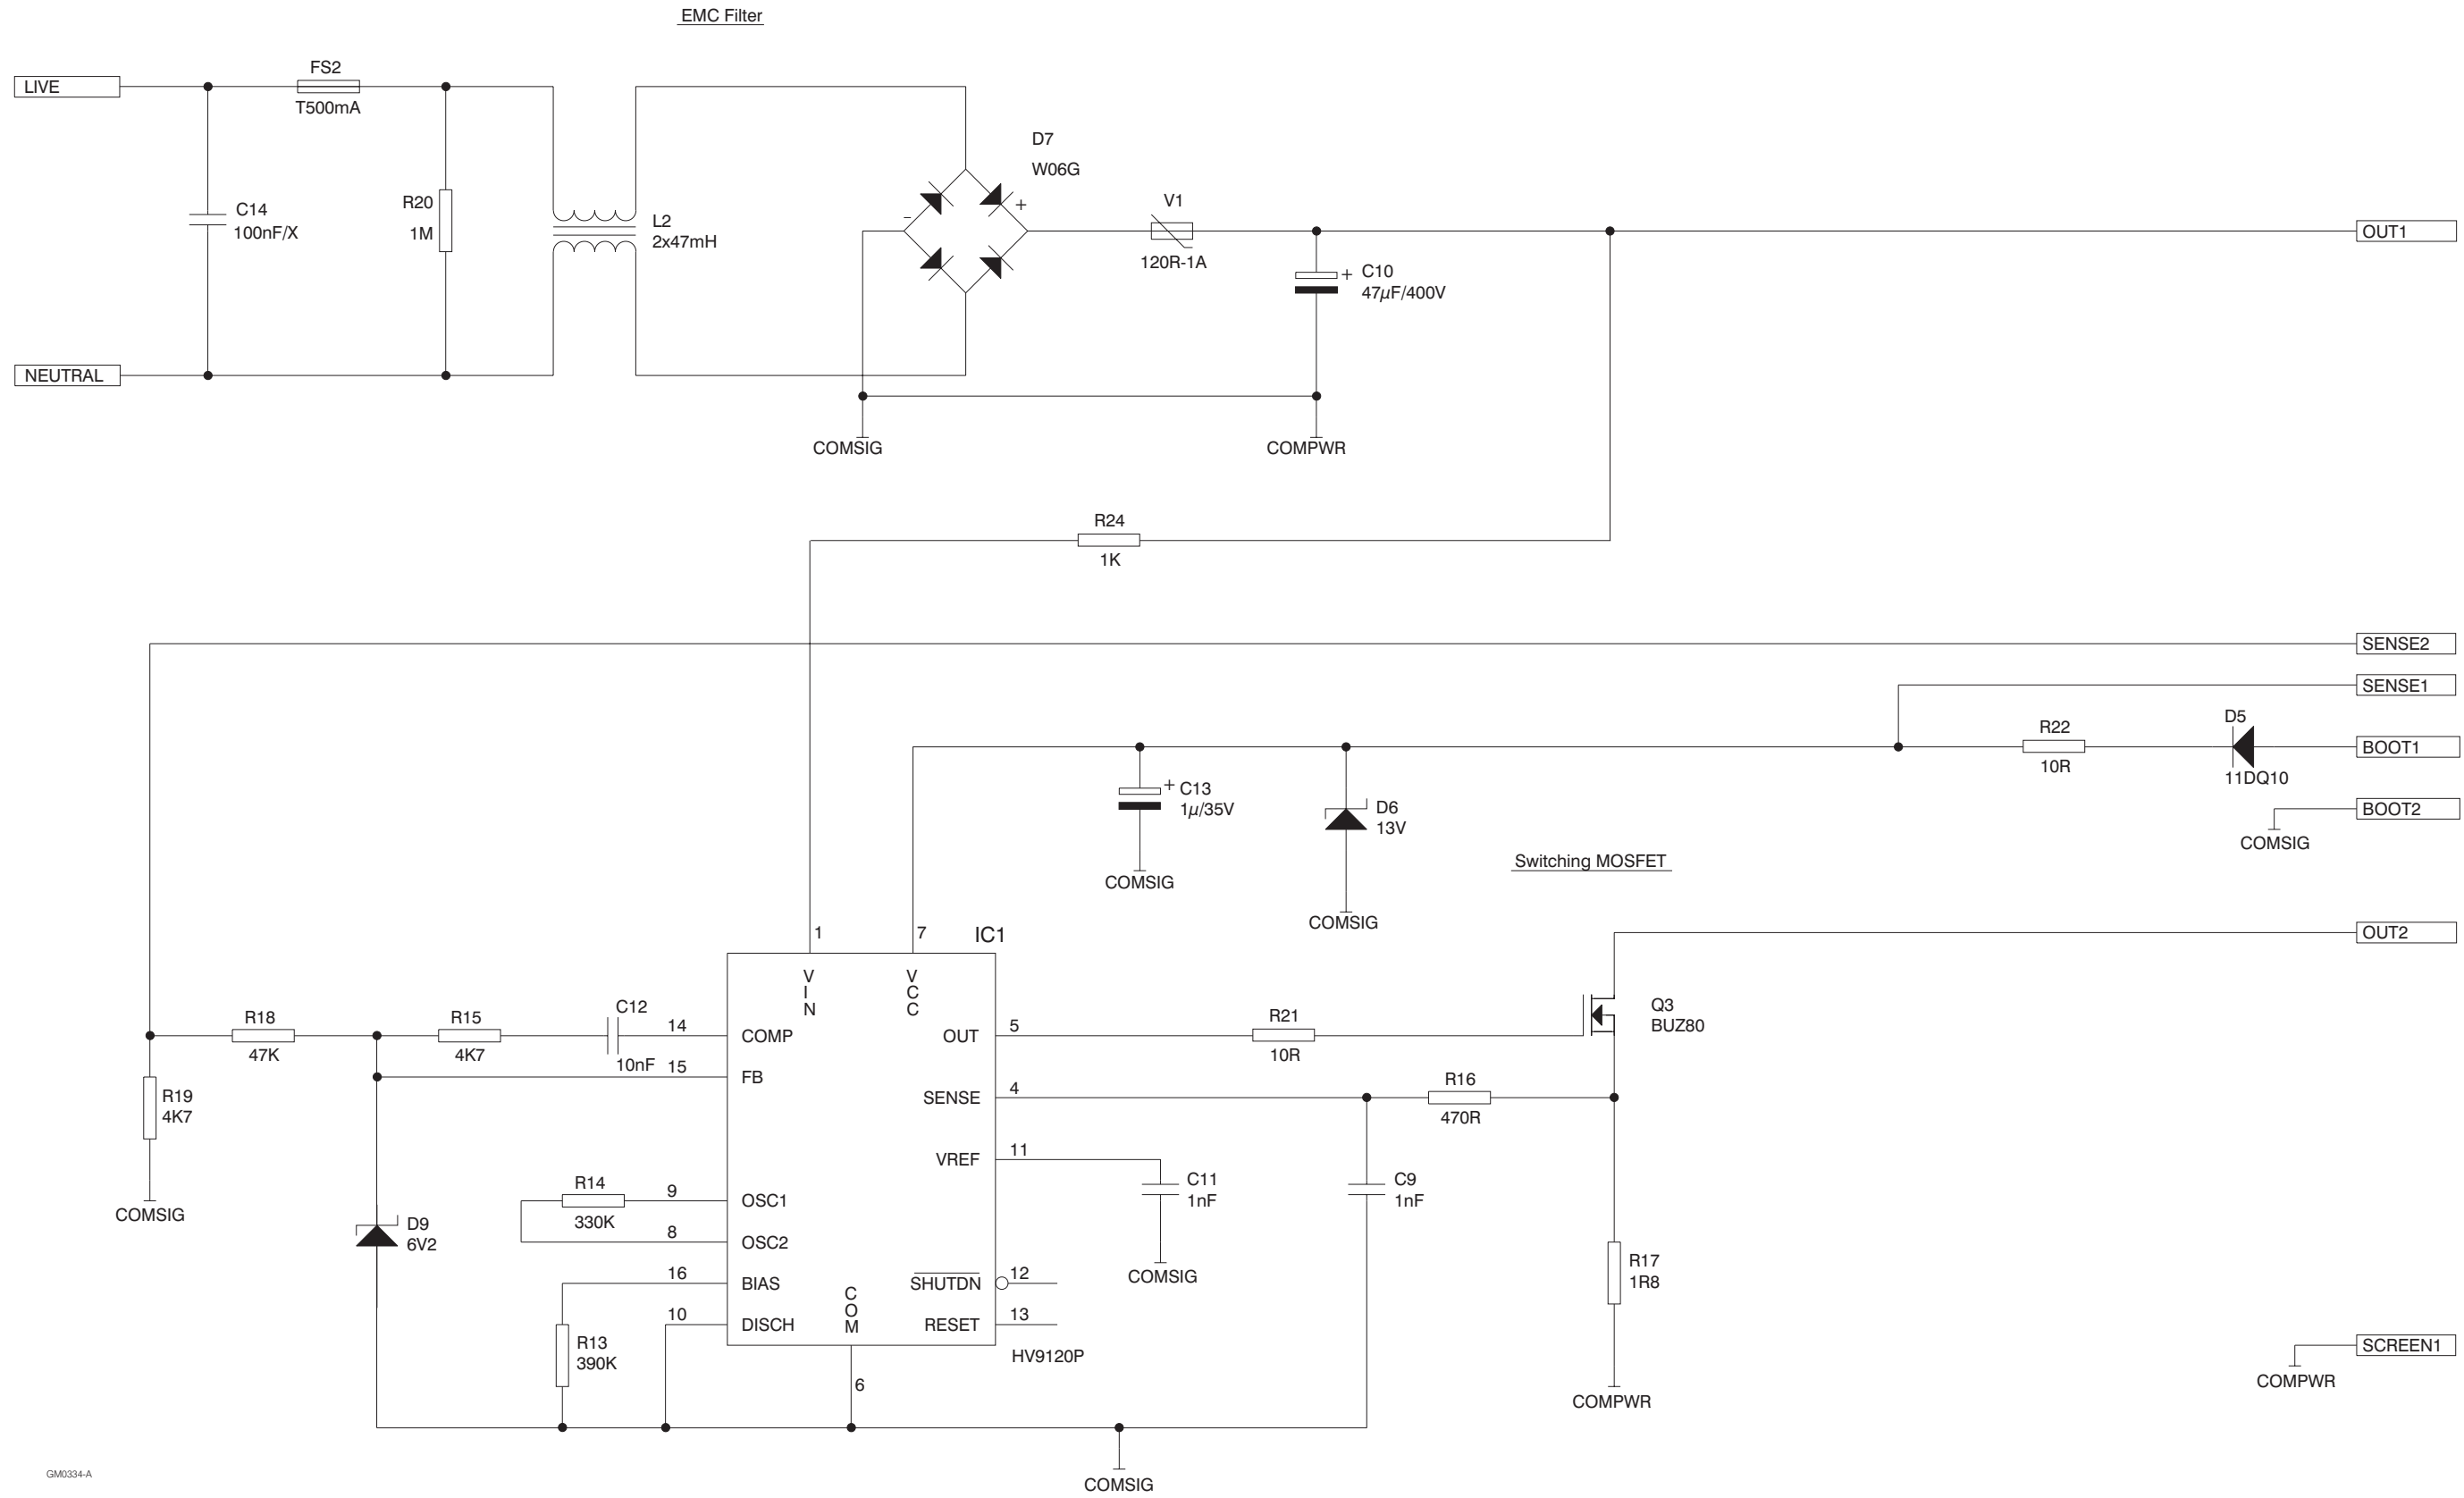 EMC Filter
LIVE
FS2
T500mA
C14
100nF/X
R20
1M
L2
2x47mH
D7
W06G
−
+
V1
120R-1A
+ C10
47µF/400V
OUT1
NEUTRAL
COMSIG
COMPWR
R24
1K
SENSE2
SENSE1
R22
10R
D5
11DQ10
BOOT1
BOOT2
COMSIG
+ C13
1µ/35V
COMSIG
D6
13V
COMSIG
Switching MOSFET
OUT2
1
7
IC1
VIN
VCC
R18
47K
R15
4K7
C12
10nF
14
COMP
15
FB
R19
4K7
COMSIG
D9
6V2
R14
330K
9
OSC1
8
OSC2
16
BIAS
10
DISCH
R13
390K
COM
6
OUT
5
SENSE
4
VREF
11
SHUTDN
12
RESET
13
HV9120P
R21
10R
Q3
BUZ80
R16
470R
C11
1nF
COMSIG
C9
1nF
R17
1R8
COMPWR
SCREEN1
COMPWR
COMSIG
GM0334-A